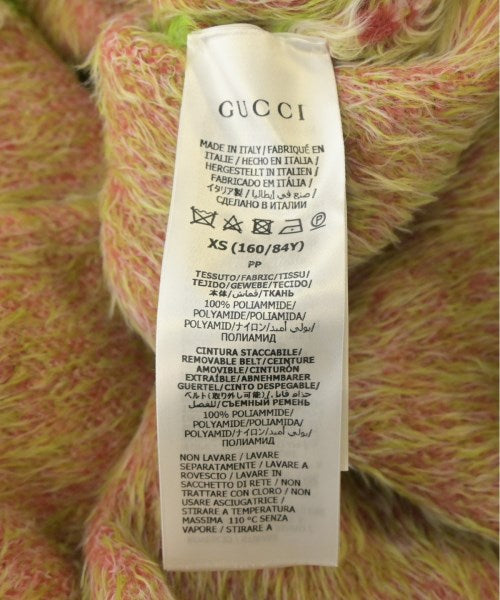 GUCCI
MADE IN ITALY / FABRIQUÉ EN
ITALIE / HECHO EN ITALIA /
HERGESTELLT IN ITALIEN /
FABRICADO EM ITÁLIA /
イタリア製 / صنع في إيطاليا /
СДЕЛАНО В ИТАЛИИ
XS (160/84Y)
PP
TESSUTO/FABRIC/TISSU/
TEJIDO/GEWEBE/TECIDO/
本体/قماش/ТКАНЬ
100% POLIAMMIDE/
POLYAMIDE/POLIAMIDA/
POLYAMID/ナイロン/بولي أميد/
ПОЛИАМИД
CINTURA STACCABILE/
REMOVABLE BELT/CEINTURE
AMOVIBLE/CINTURÓN
EXTRAÍBLE/ABNEHMBARER
GUERTEL/CINTO DESPEGABLE/
ベルト(取り外し可能)/حزام قابل
للفصل/СЪЕМНЫЙ РЕМЕНЬ
100% POLIAMMIDE/
POLYAMIDE/POLIAMIDA/
POLYAMID/ナイロン/بولي أميد/
ПОЛИАМИД
NON LAVARE / LAVARE
SEPARATAMENTE / LAVARE A
ROVESCIO / LAVARE IN
SACCHETTO DI RETE / NON
TRATTARE CON CLORO / NON
USARE ASCIUGATRICE /
STIRARE A TEMPERATURA
MASSIMA 110°C SENZA
VAPORE / STIRARE A